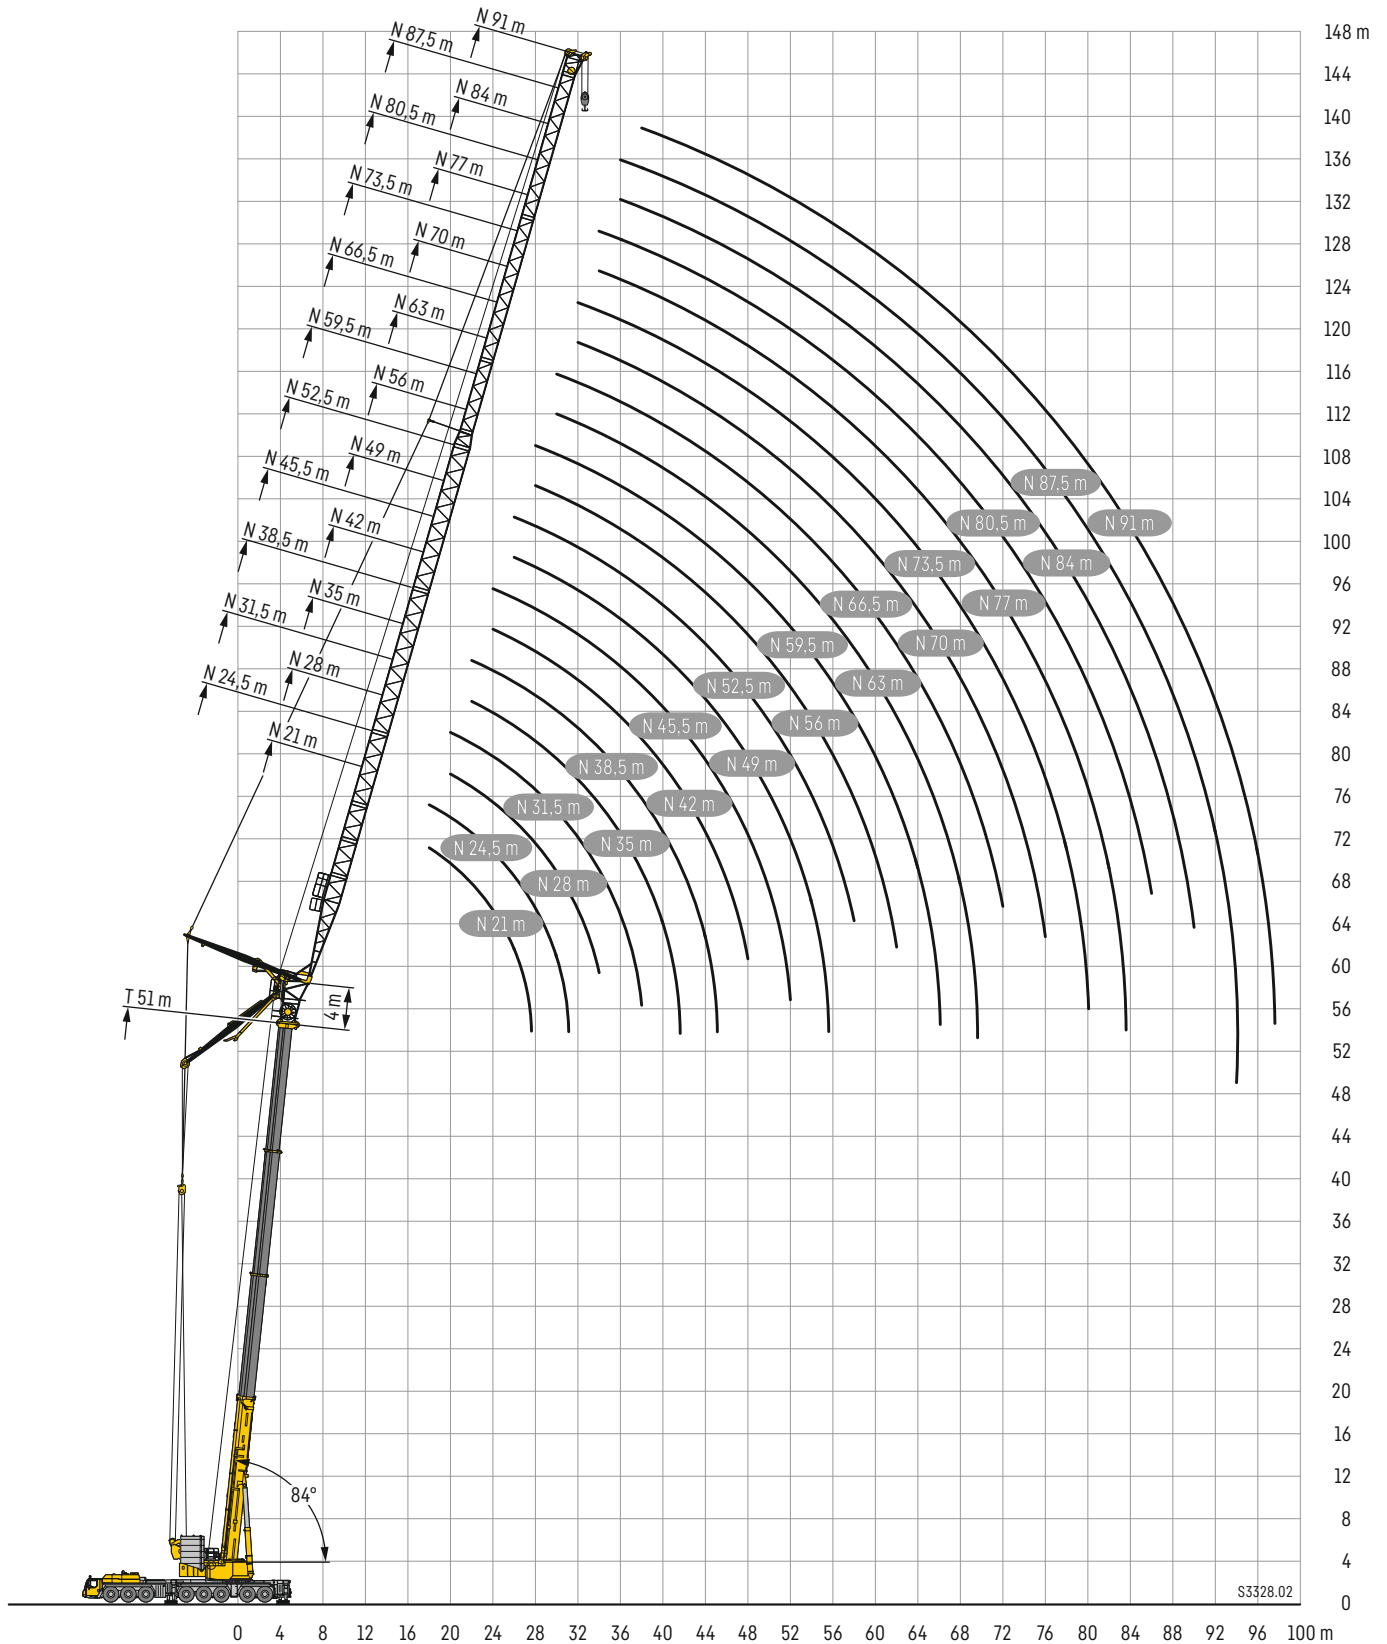 N 91 m
N 87,5 m
N 84 m
N 80,5 m
N 77 m
N 73,5 m
N 70 m
N 66,5 m
N 63 m
N 59,5 m
N 56 m
N 52,5 m
N 49 m
N 45,5 m
N 42 m
N 38,5 m
N 35 m
N 31,5 m
N 28 m
N 24,5 m
N 21 m
T 51 m
4 m
84°
N 87,5 m
N 91 m
N 80,5 m
N 84 m
N 73,5 m
N 77 m
N 66,5 m
N 70 m
N 59,5 m
N 63 m
N 52,5 m
N 56 m
N 45,5 m
N 49 m
N 38,5 m
N 42 m
N 31,5 m
N 35 m
N 24,5 m
N 28 m
N 21 m
148 m
144
140
136
132
128
124
120
116
112
108
104
100
96
92
88
84
80
76
72
68
64
60
56
52
48
44
40
36
32
28
24
20
16
12
8
4
0
S3328.02
0 4 8 12 16 20 24 28 32 36 40 44 48 52 56 60 64 68 72 76 80 84 88 92 96 100 m